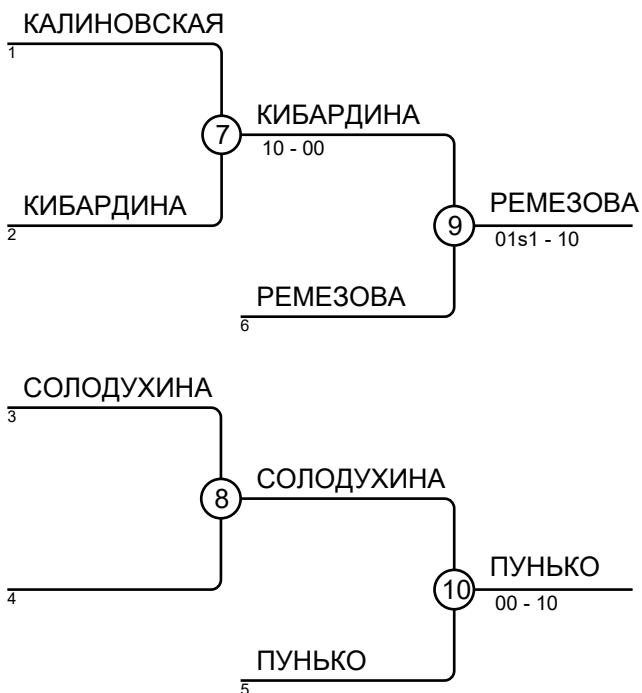 КАЛИНОВСКАЯ
1
7
КИБАРДИНА
10 - 00
КИБАРДИНА
2
9
РЕМЕЗОВА
01s1 - 10
РЕМЕЗОВА
6
СОЛОДУХИНА
3
8
СОЛОДУХИНА
4
10
ПУНЬКО
00 - 10
ПУНЬКО
5